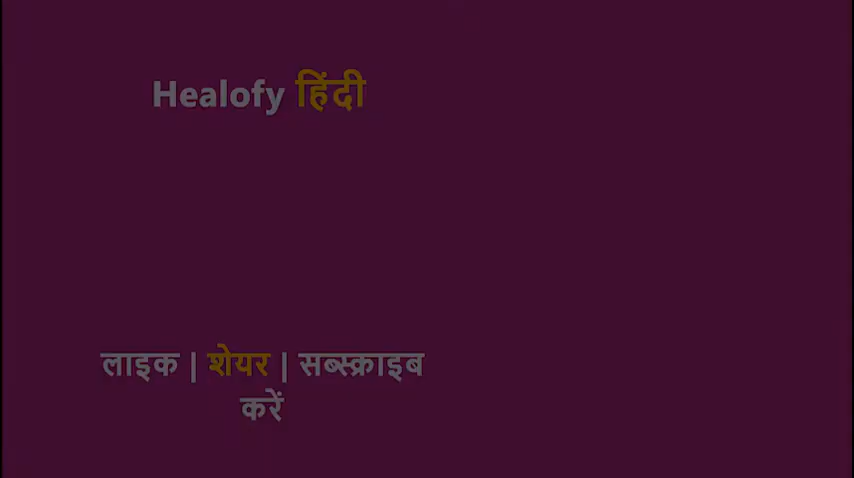 Healofy हिंदी
लाइक | शेयर | सब्स्क्राइब
करें